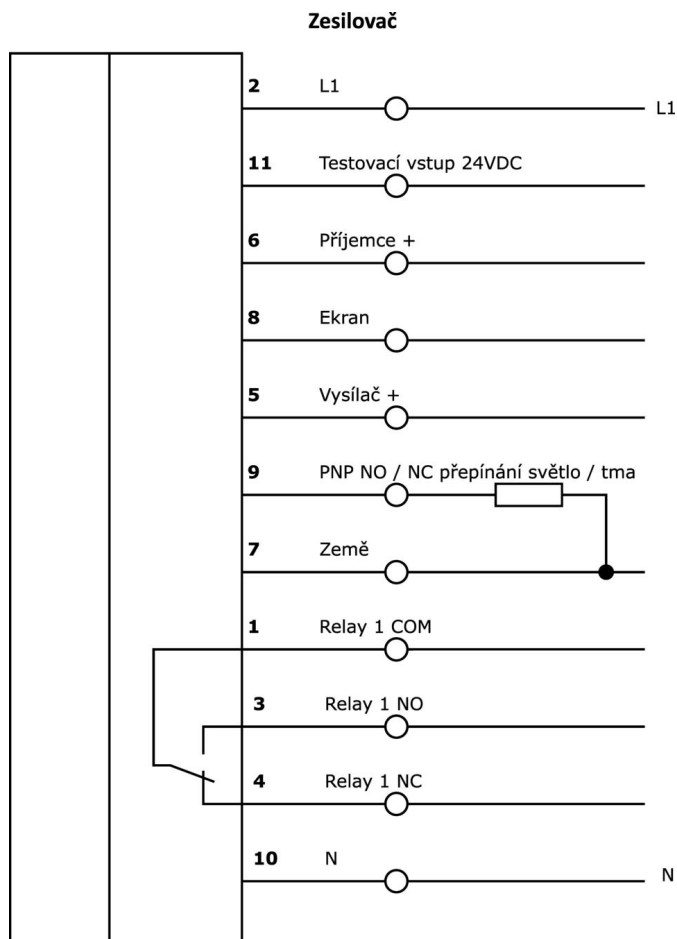 Zesilovač
2 L1
L1
11 Testovací vstup 24VDC
6 Příjemce +
8 Ekran
5 Vysílač +
9 PNP NO / NC přepínání světlo / tma
7 Země
1 Relay 1 COM
3 Relay 1 NO
4 Relay 1 NC
10 N
N